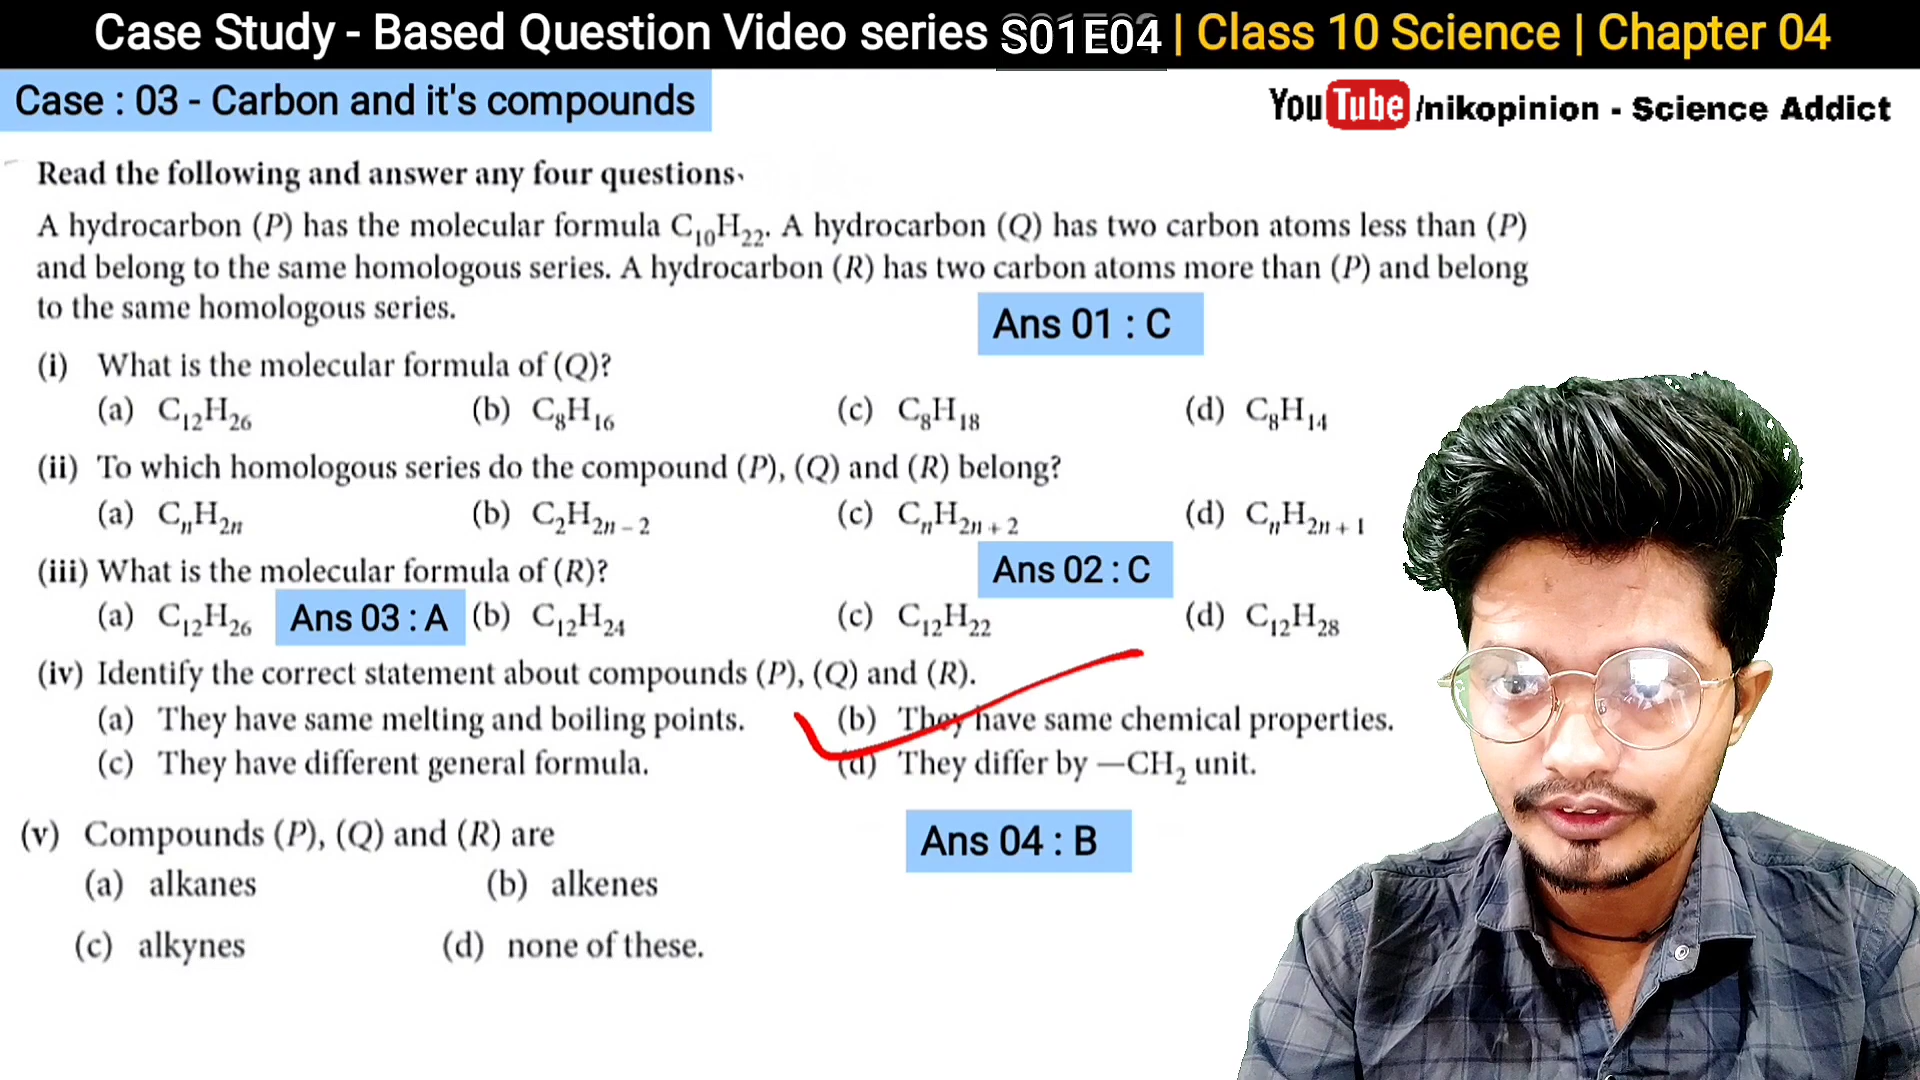 Case Study - Based Question Video series S01E04 | Class 10 Science | Chapter 04
Case : 03 - Carbon and it's compounds
YouTube /nikopinion - Science Addict
Read the following and answer any four questions.
A hydrocarbon (P) has the molecular formula C₁₀H₂₂. A hydrocarbon (Q) has two carbon atoms less than (P)
and belong to the same homologous series. A hydrocarbon (R) has two carbon atoms more than (P) and belong
to the same homologous series.
Ans 01 : C
(i) What is the molecular formula of (Q)?
(a) C₁₂H₂₆ (b) C₈H₁₆ (c) C₈H₁₈ (d) C₈H₁₄
(ii) To which homologous series do the compound (P), (Q) and (R) belong?
(a) CₙH₂ₙ (b) C₂H₂ₙ₋₂ (c) CₙH₂ₙ₊₂ (d) CₙH₂ₙ₊₁
(iii) What is the molecular formula of (R)? Ans 02 : C
(a) C₁₂H₂₆ Ans 03 : A (b) C₁₂H₂₄ (c) C₁₂H₂₂ (d) C₁₂H₂₈
(iv) Identify the correct statement about compounds (P), (Q) and (R).
(a) They have same melting and boiling points. (b) They have same chemical properties.
(c) They have different general formula. (d) They differ by —CH₂ unit.
(v) Compounds (P), (Q) and (R) are Ans 04 : B
(a) alkanes (b) alkenes
(c) alkynes (d) none of these.